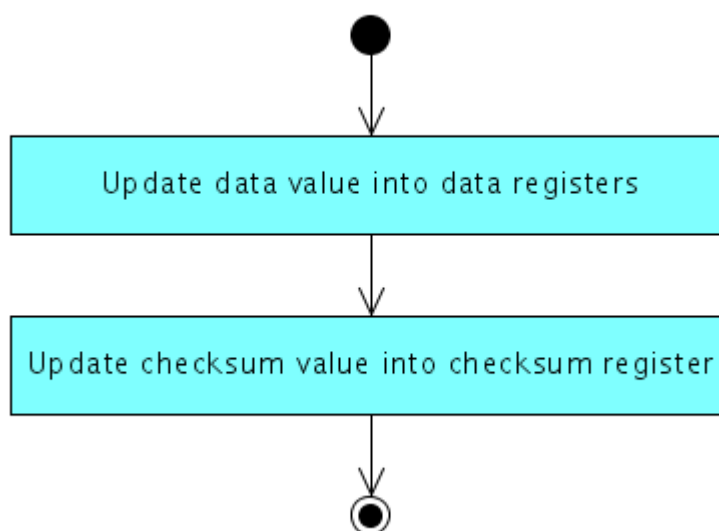 Update data value into data registers
Update checksum value into checksum register